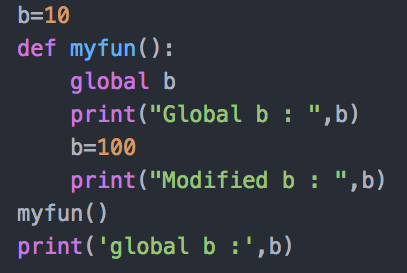 b=10
def myfun():
    global b
    print("Global b : ",b)
    b=100
    print("Modified b : ",b)
myfun()
print('global b :',b)